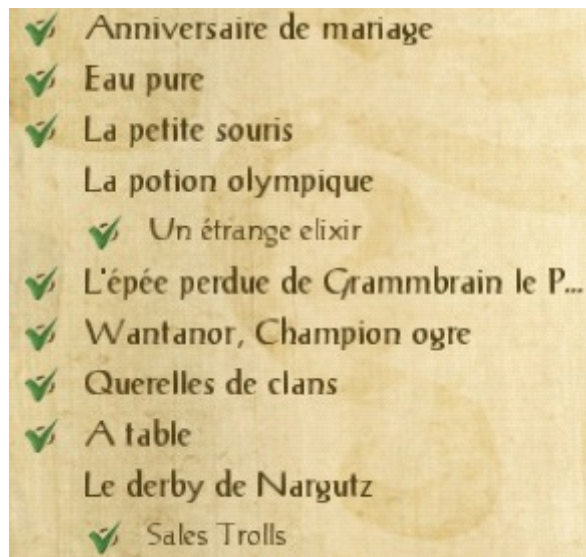 Anniversaire de mariage
Eau pure
La petite souris
La potion olympique
Un étrange elixir
L'épée perdue de Grammbrain le P...
Wantanor, Champion ogre
Querelles de clans
A table
Le derby de Nargutz
Sales Trolls